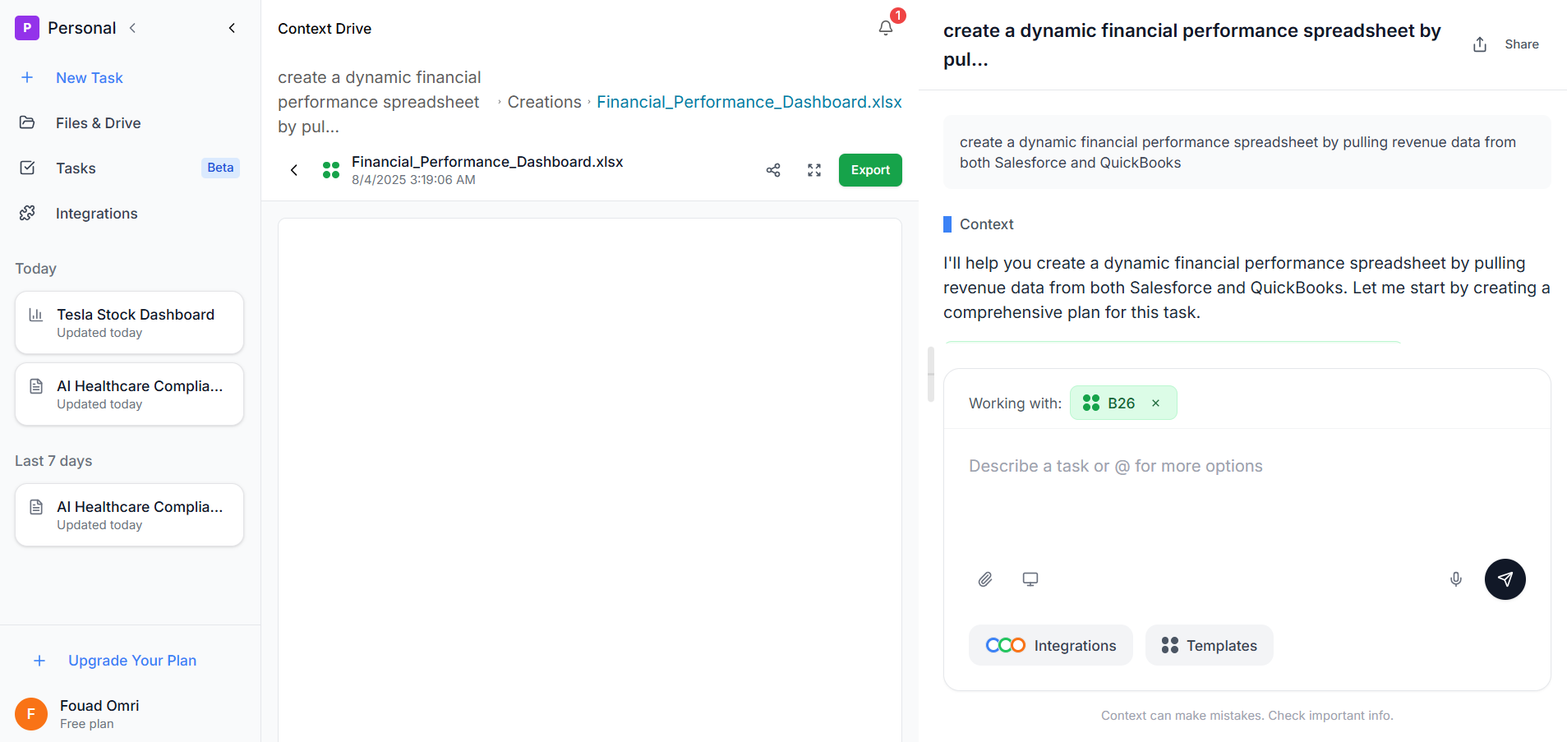 P Personal
New Task
Files & Drive
Tasks Beta
Integrations
Today
Tesla Stock Dashboard
Updated today
AI Healthcare Complia...
Updated today
Last 7 days
AI Healthcare Complia...
Updated today
Upgrade Your Plan
F
Fouad Omri
Free plan
Context Drive
1
create a dynamic financial
performance spreadsheet
by pul...
Creations
Financial_Performance_Dashboard.xlsx
Financial_Performance_Dashboard.xlsx
8/4/2025 3:19:06 AM
Export
create a dynamic financial performance spreadsheet by
pul...
Share
create a dynamic financial performance spreadsheet by pulling revenue data from
both Salesforce and QuickBooks
Context
I'll help you create a dynamic financial performance spreadsheet by pulling
revenue data from both Salesforce and QuickBooks. Let me start by creating a
comprehensive plan for this task.
Working with: B26
Describe a task or @ for more options
Integrations
Templates
Context can make mistakes. Check important info.